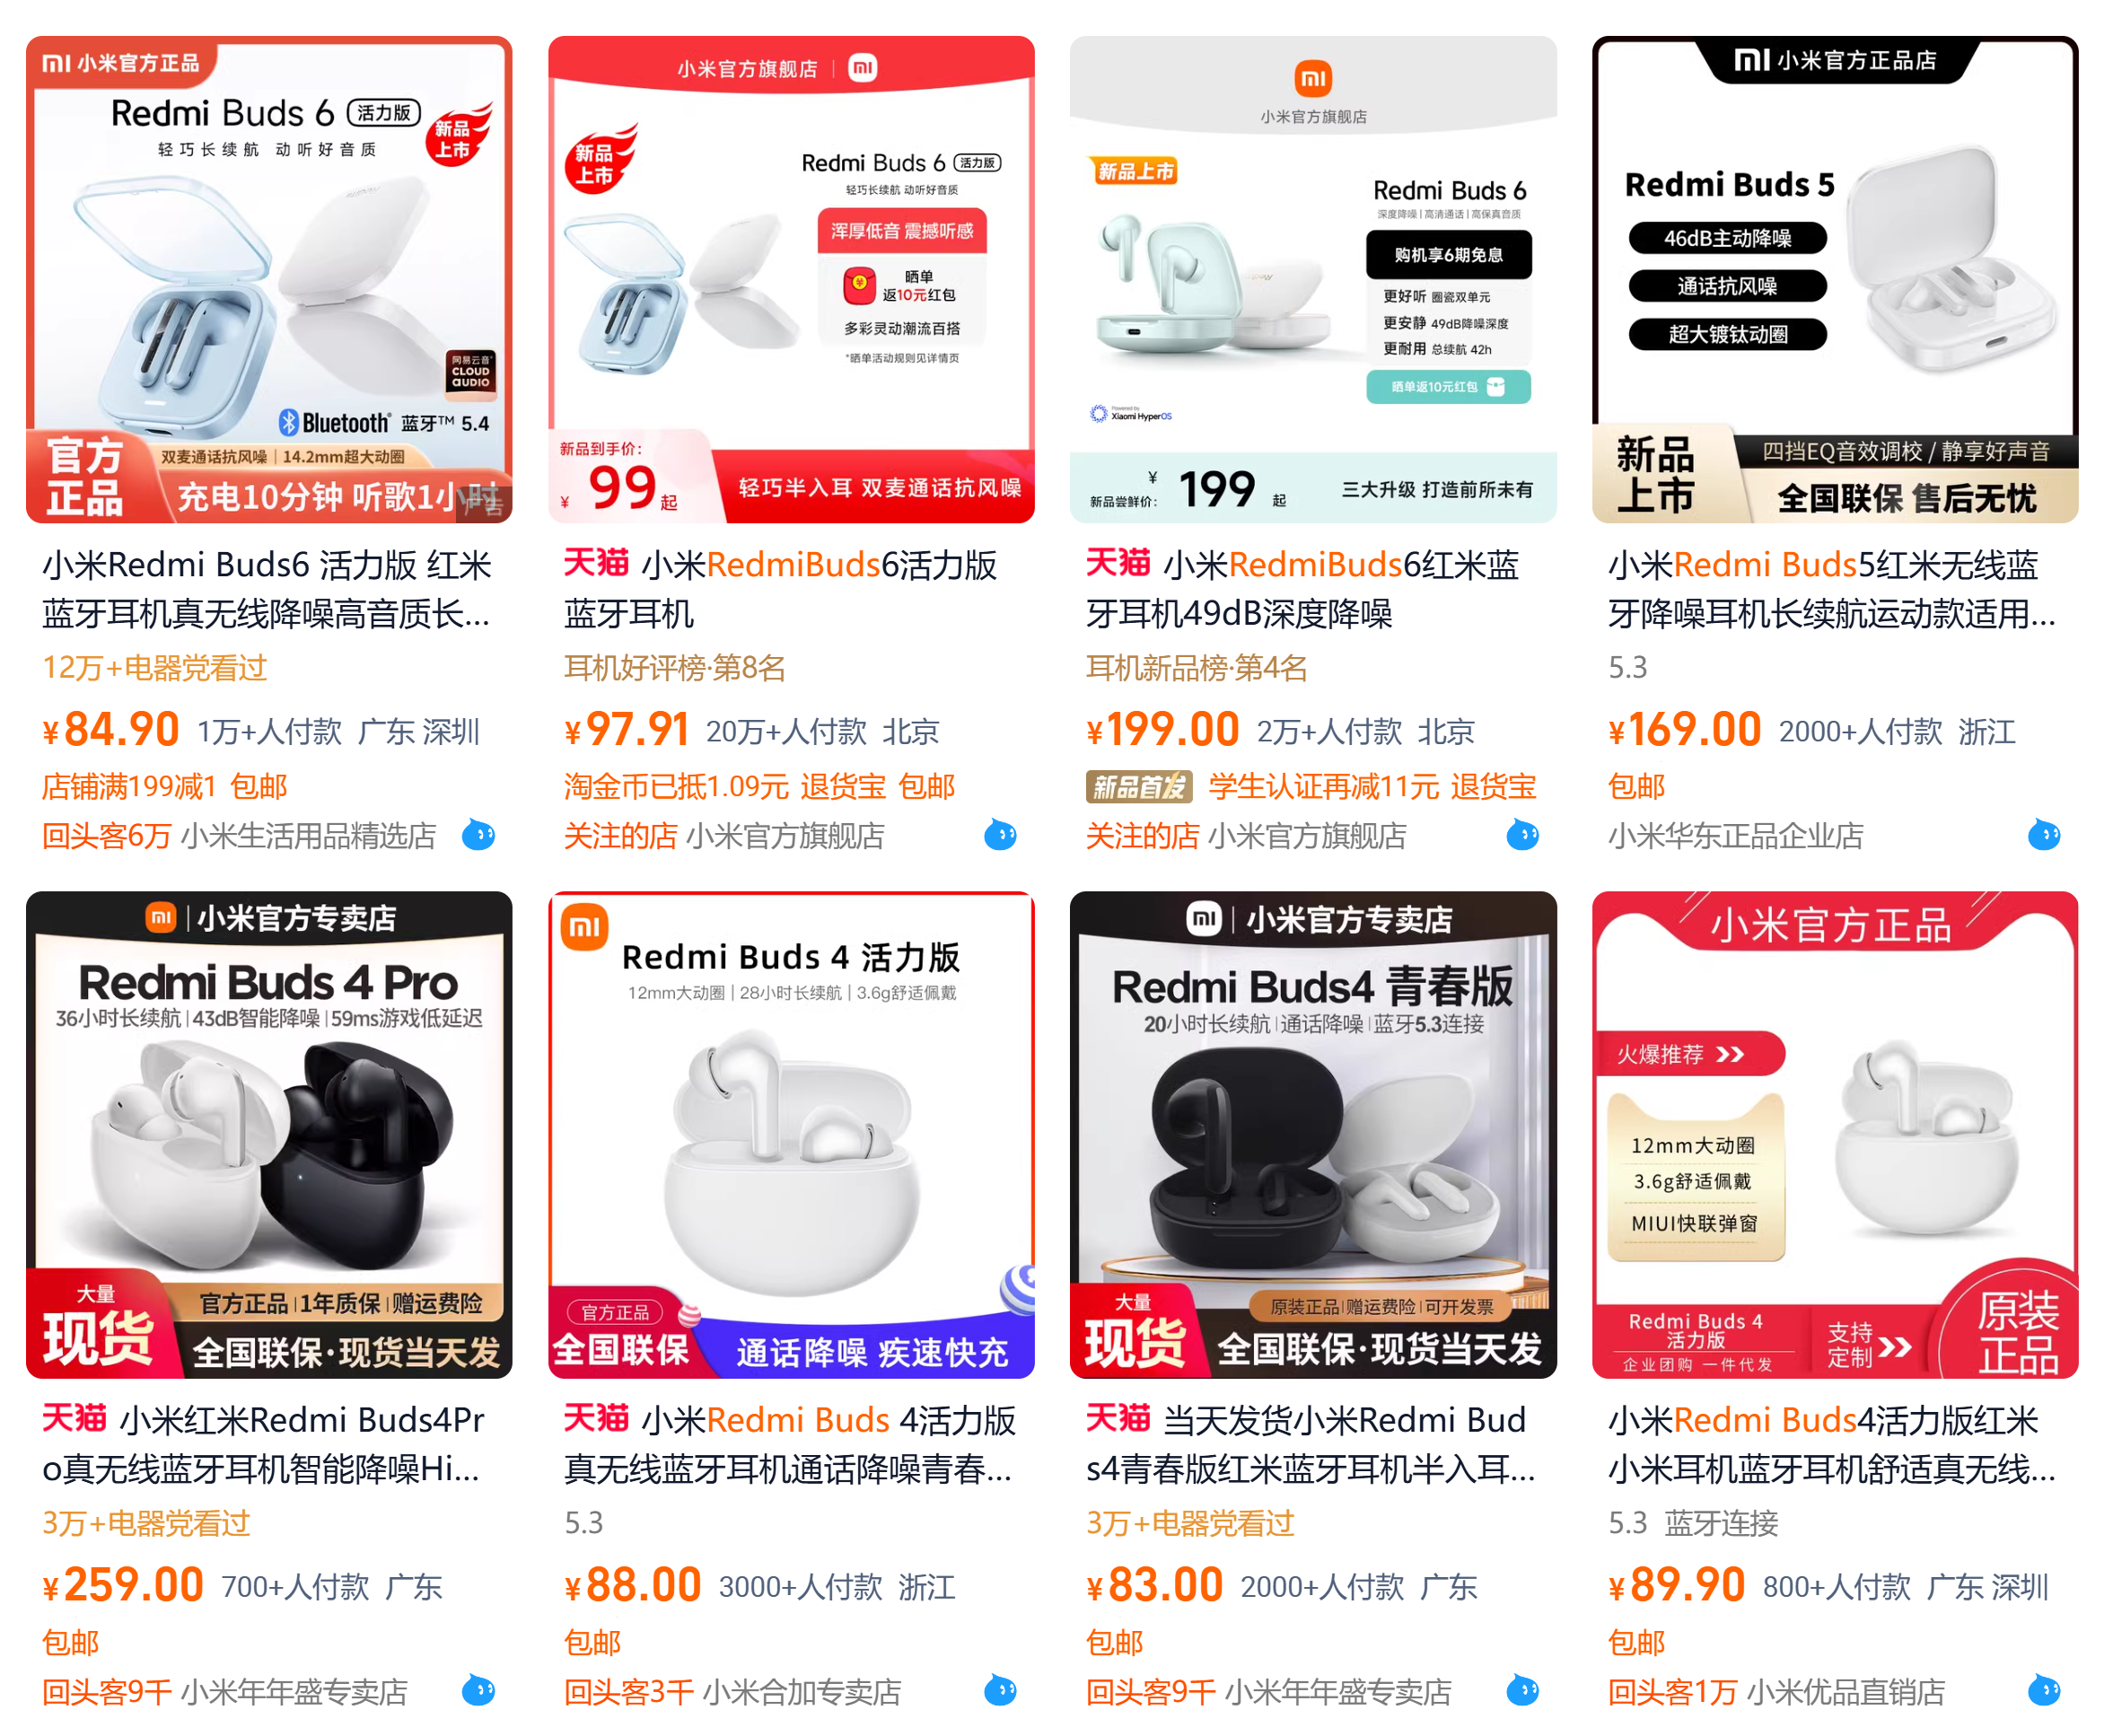 小米官方正品
Redmi Buds 6 活力版
轻巧长续航 动听好音质
新品
上市
网易云音
CLOUD
aUDIO
Bluetooth 蓝牙™ 5.4
官方
正品
双麦通话抗风噪 | 14.2mm超大动圈
充电10分钟 听歌1小时
广告
小米Redmi Buds6 活力版 红米
蓝牙耳机真无线降噪高音质长...
12万+电器党看过
¥84.90 1万+人付款 广东 深圳
店铺满199减1 包邮
回头客6万 小米生活用品精选店
小米官方旗舰店
新品
上市
Redmi Buds 6 活力版
轻巧长续航 动听好音质
浑厚低音 震撼听感
晒单
返10元红包
多彩灵动潮流百搭
*晒单活动规则见详情页
新品到手价:
¥ 99 起
轻巧半入耳 双麦通话抗风噪
天猫 小米RedmiBuds6活力版
蓝牙耳机
耳机好评榜·第8名
¥97.91 20万+人付款 北京
淘金币已抵1.09元 退货宝 包邮
关注的店 小米官方旗舰店
小米官方旗舰店
新品上市
Redmi Buds 6
深度降噪 | 高清通话 | 高保真音质
购机享6期免息
更好听 圈瓷双单元
更安静 49dB降噪深度
更耐用 总续航 42h
晒单返10元红包
Powered by
Xiaomi HyperOS
新品尝鲜价: ¥ 199 起
三大升级 打造前所未有
天猫 小米RedmiBuds6红米蓝
牙耳机49dB深度降噪
耳机新品榜·第4名
¥199.00 2万+人付款 北京
新品首发 学生认证再减11元 退货宝
关注的店 小米官方旗舰店
小米官方正品店
Redmi Buds 5
46dB主动降噪
通话抗风噪
超大镀钛动圈
新品
上市
四挡EQ音效调校 / 静享好声音
全国联保 售后无忧
小米Redmi Buds5红米无线蓝
牙降噪耳机长续航运动款适用...
5.3
¥169.00 2000+人付款 浙江
包邮
小米华东正品企业店
小米官方专卖店
Redmi Buds 4 Pro
36小时长续航 | 43dB智能降噪 | 59ms游戏低延迟
大量
现货
官方正品 | 1年质保 | 赠运费险
全国联保·现货当天发
天猫 小米红米Redmi Buds4Pr
o真无线蓝牙耳机智能降噪Hi...
3万+电器党看过
¥259.00 700+人付款 广东
包邮
回头客9千 小米年年盛专卖店
Redmi Buds 4 活力版
12mm大动圈 | 28小时长续航 | 3.6g舒适佩戴
官方正品
全国联保
通话降噪 疾速快充
天猫 小米Redmi Buds 4活力版
真无线蓝牙耳机通话降噪青春...
5.3
¥88.00 3000+人付款 浙江
包邮
回头客3千 小米合加专卖店
小米官方专卖店
Redmi Buds4 青春版
20小时长续航 | 通话降噪 | 蓝牙5.3连接
大量
现货
原装正品 | 赠运费险 | 可开发票
全国联保·现货当天发
天猫 当天发货小米Redmi Bud
s4青春版红米蓝牙耳机半入耳...
3万+电器党看过
¥83.00 2000+人付款 广东
包邮
回头客9千 小米年年盛专卖店
小米官方正品
火爆推荐
12mm大动圈
3.6g舒适佩戴
MIUI快联弹窗
Redmi Buds 4
活力版
企业团购 一件代发
支持
定制
原装
正品
小米Redmi Buds4活力版红米
小米耳机蓝牙耳机舒适真无线...
5.3 蓝牙连接
¥89.90 800+人付款 广东 深圳
包邮
回头客1万 小米优品直销店